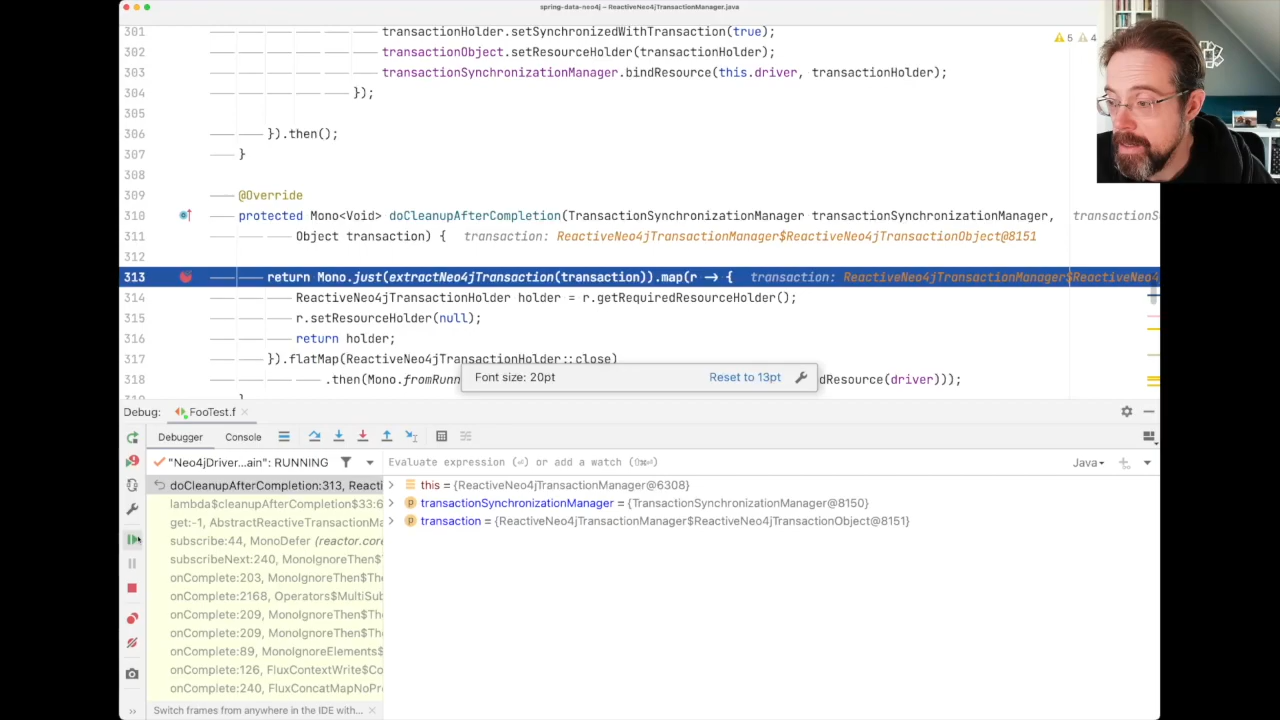 spring-data-neo4j – ReactiveNeo4jTransactionManager.java
301 transactionHolder.setSynchronizedWithTransaction(true);
302 transactionObject.setResourceHolder(transactionHolder);
303 transactionSynchronizationManager.bindResource(this.driver, transactionHolder);
304 });
305
306 }).then();
307 }
308
309 @Override
310 protected Mono<Void> doCleanupAfterCompletion(TransactionSynchronizationManager transactionSynchronizationManager, transactionS
311 Object transaction) { transaction: ReactiveNeo4jTransactionManager$ReactiveNeo4jTransactionObject@8151
312
313 return Mono.just(extractNeo4jTransaction(transaction)).map(r -> { transaction: ReactiveNeo4jTransactionManager$ReactiveNeo4
314 ReactiveNeo4jTransactionHolder holder = r.getRequiredResourceHolder();
315 r.setResourceHolder(null);
316 return holder;
317 }).flatMap(ReactiveNeo4jTransactionHolder::close)
318 .then(Mono.fromRunn dResource(driver)));
5 4
Font size: 20pt Reset to 13pt
Debug: FooTest.f
Debugger Console
"Neo4jDriver...ain": RUNNING
Evaluate expression (⏎) or add a watch (⇧⌘⏎) Java
doCleanupAfterCompletion:313, Reacti
lambda$cleanupAfterCompletion$33:6
get:-1, AbstractReactiveTransactionMa
subscribe:44, MonoDefer (reactor.core
subscribeNext:240, MonoIgnoreThen$T
onComplete:203, MonoIgnoreThen$The
onComplete:2168, Operators$MultiSub
onComplete:209, MonoIgnoreThen$The
onComplete:209, MonoIgnoreThen$The
onComplete:89, MonoIgnoreElements$
onComplete:126, FluxContextWrite$Co
onComplete:240, FluxConcatMapNoPr
Switch frames from anywhere in the IDE with...
this = {ReactiveNeo4jTransactionManager@6308}
transactionSynchronizationManager = {TransactionSynchronizationManager@8150}
transaction = {ReactiveNeo4jTransactionManager$ReactiveNeo4jTransactionObject@8151}